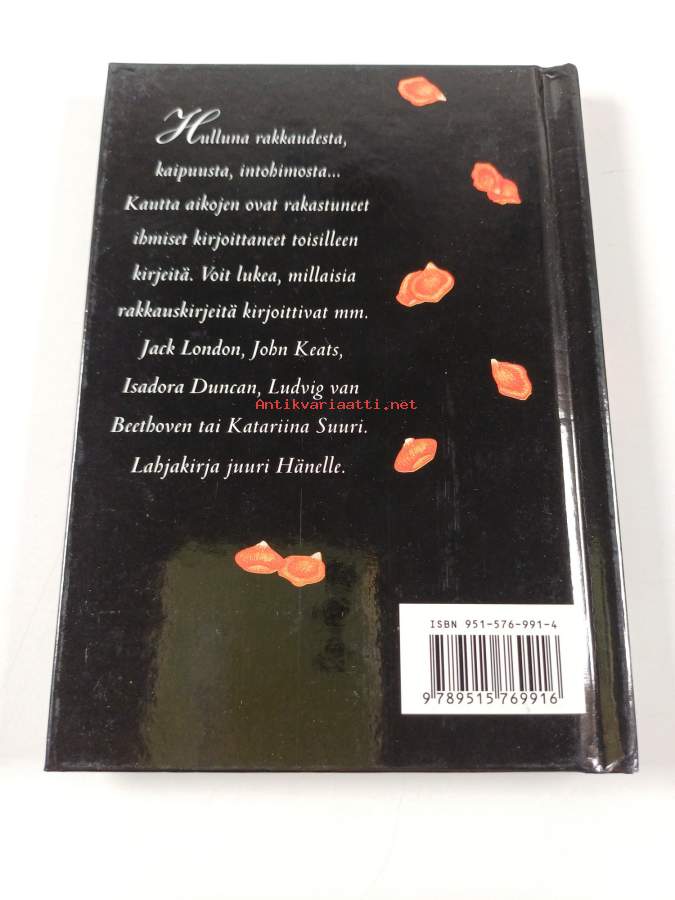 Hulluna rakkaudesta,
kaipuusta, intohimosta...
Kautta aikojen ovat rakastuneet
ihmiset kirjoittaneet toisilleen
kirjeitä. Voit lukea, millaisia
rakkauskirjeitä kirjoittivat mm.
Jack London, John Keats,
Isadora Duncan, Ludvig van
Antikvariaatti.net
Beethoven tai Katariina Suuri.
Lahjakirja juuri Hänelle.
ISBN 951-576-991-4
9 789515 769916